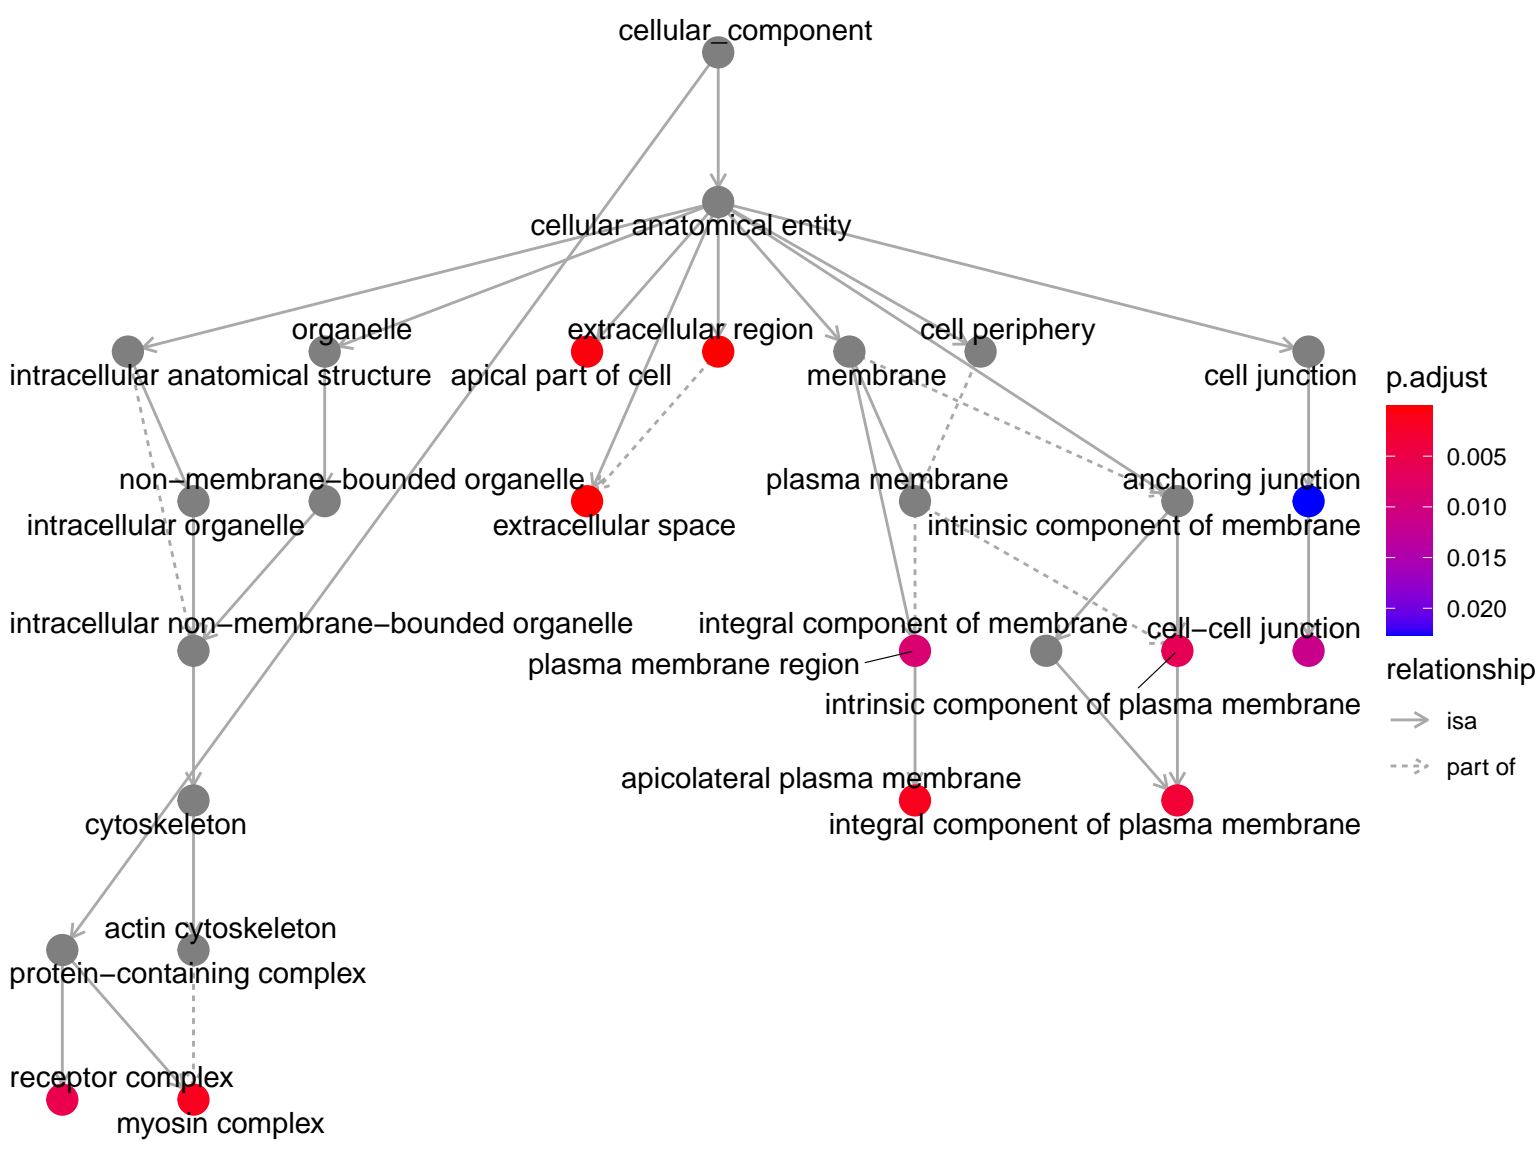 cellular_component
cellular anatomical entity
organelle
extracellular region
cell periphery
intracellular anatomical structure
apical part of cell
membrane
cell junction
p.adjust
0.005
0.010
0.015
0.020
non−membrane−bounded organelle
plasma membrane
anchoring junction
intracellular organelle
extracellular space
intrinsic component of membrane
intracellular non−membrane−bounded organelle
integral component of membrane
cell−cell junction
plasma membrane region
relationship
intrinsic component of plasma membrane
isa
part of
apicolateral plasma membrane
cytoskeleton
integral component of plasma membrane
actin cytoskeleton
protein−containing complex
receptor complex
myosin complex